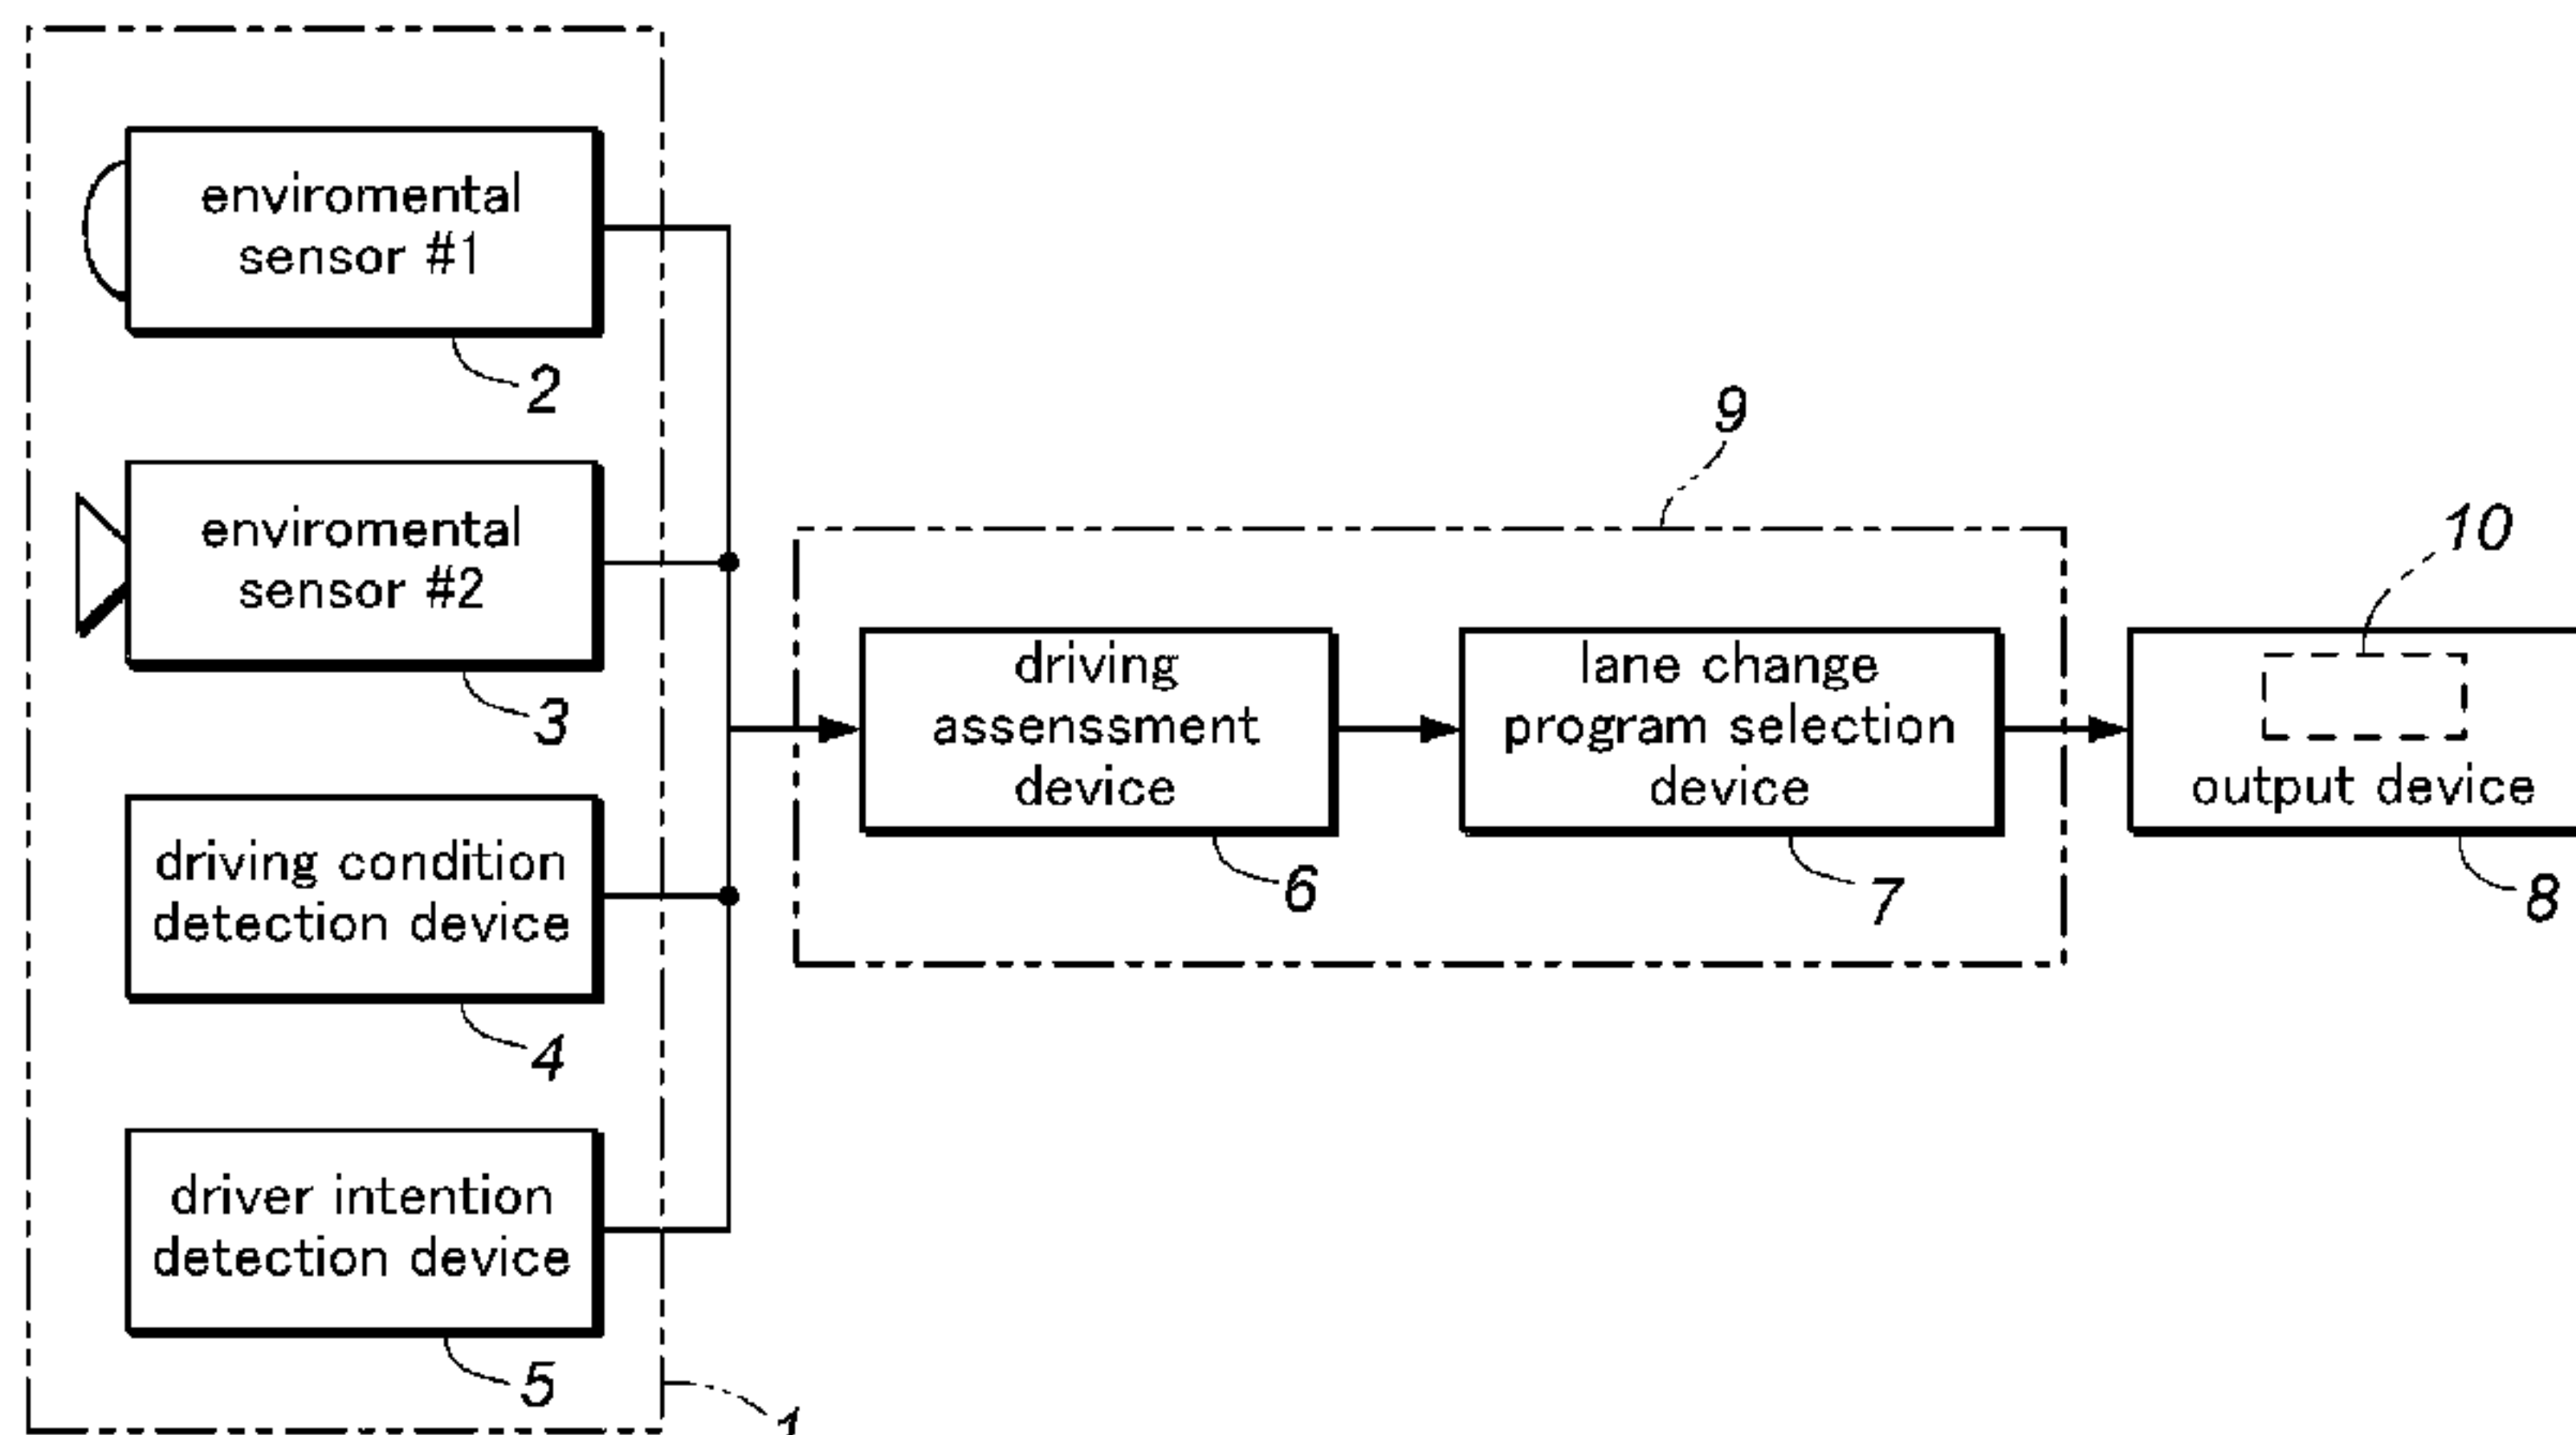 enviromental
sensor #1
2
enviromental
sensor #2
3
driving condition
detection device
4
driver intention
detection device
5
1
9
driving
assenssment
device
6
lane change
program selection
device
7
10
output device
8